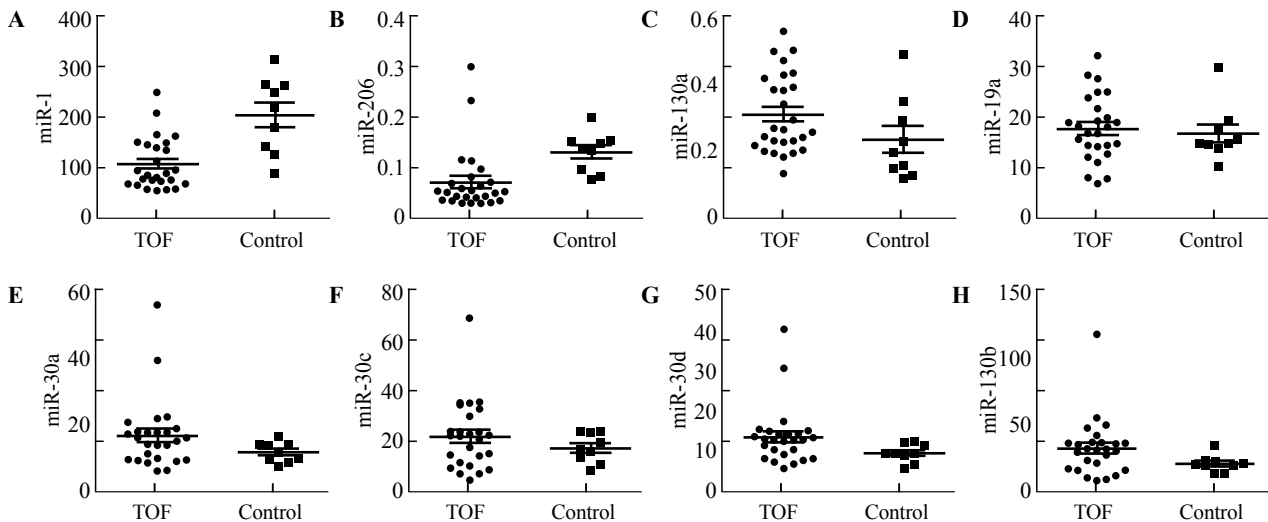 A
miR-1
400
300
200
100
0
TOF
Control
B
miR-206
0.4
0.3
0.2
0.1
0
TOF
Control
C
miR-130a
0.6
0.4
0.2
0
TOF
Control
D
miR-19a
40
30
20
10
0
TOF
Control
E
miR-30a
60
40
20
0
TOF
Control
F
miR-30c
80
60
40
20
0
TOF
Control
G
miR-30d
50
40
30
20
10
0
TOF
Control
H
miR-130b
150
100
50
0
TOF
Control